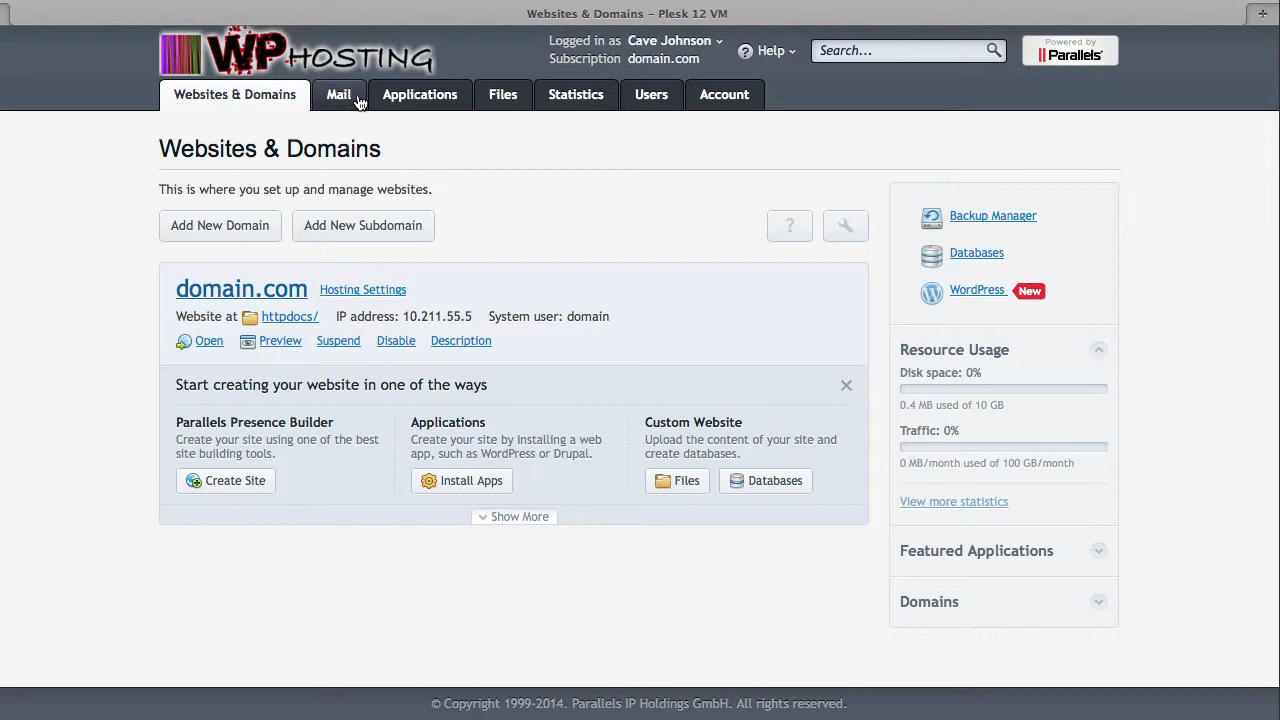 Websites & Domains – Plesk 12 VM
WPHOSTING
Logged in as Cave Johnson
Subscription domain.com
Help
Search...
Powered by
Parallels
Websites & Domains
Mail
Applications
Files
Statistics
Users
Account
Websites & Domains
This is where you set up and manage websites.
Add New Domain
Add New Subdomain
?
domain.com Hosting Settings
Website at httpdocs/ IP address: 10.211.55.5 System user: domain
Open Preview Suspend Disable Description
Start creating your website in one of the ways
Parallels Presence Builder
Create your site using one of the best
site building tools.
Create Site
Applications
Create your site by installing a web
app, such as WordPress or Drupal.
Install Apps
Custom Website
Upload the content of your site and
create databases.
Files
Databases
Show More
Backup Manager
Databases
WordPress New
Resource Usage
Disk space: 0%
0.4 MB used of 10 GB
Traffic: 0%
0 MB/month used of 100 GB/month
View more statistics
Featured Applications
Domains
© Copyright 1999-2014. Parallels IP Holdings GmbH. All rights reserved.